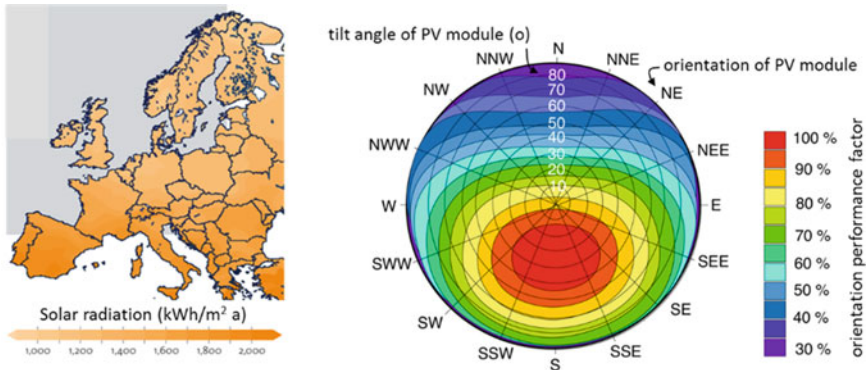 Solar radiation (kWh/m² a)
1,000 1,200 1,400 1,600 1,800 2,000
tilt angle of PV module (o)
orientation of PV module
N
NNW
NNE
NW
NE
NWW
NEE
W
E
SWW
SEE
SW
SE
SSW
SSE
S
80
70
60
50
40
30
20
10
100 %
90 %
80 %
70 %
60 %
50 %
40 %
30 %
orientation performance factor